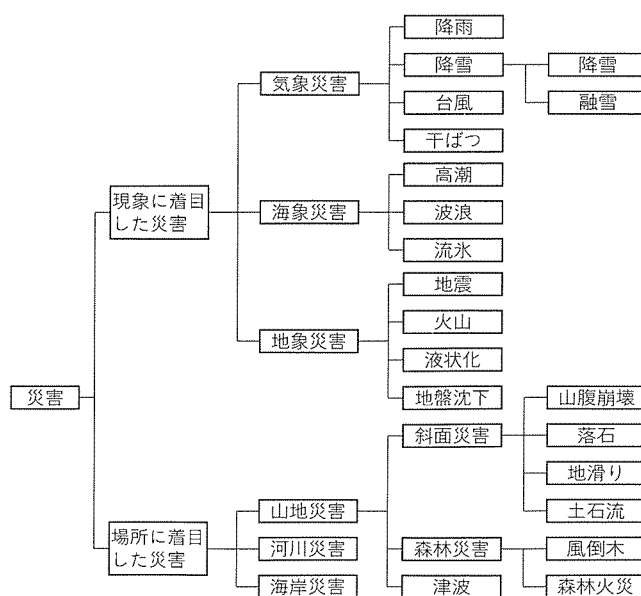 災害
現象に着目
した災害
気象災害
降雨
降雪
降雪
融雪
台風
干ばつ
海象災害
高潮
波浪
流氷
地象災害
地震
火山
液状化
地盤沈下
場所に着目
した災害
山地災害
斜面災害
山腹崩壊
落石
地滑り
土石流
森林災害
風倒木
森林火災
津波
河川災害
海岸災害